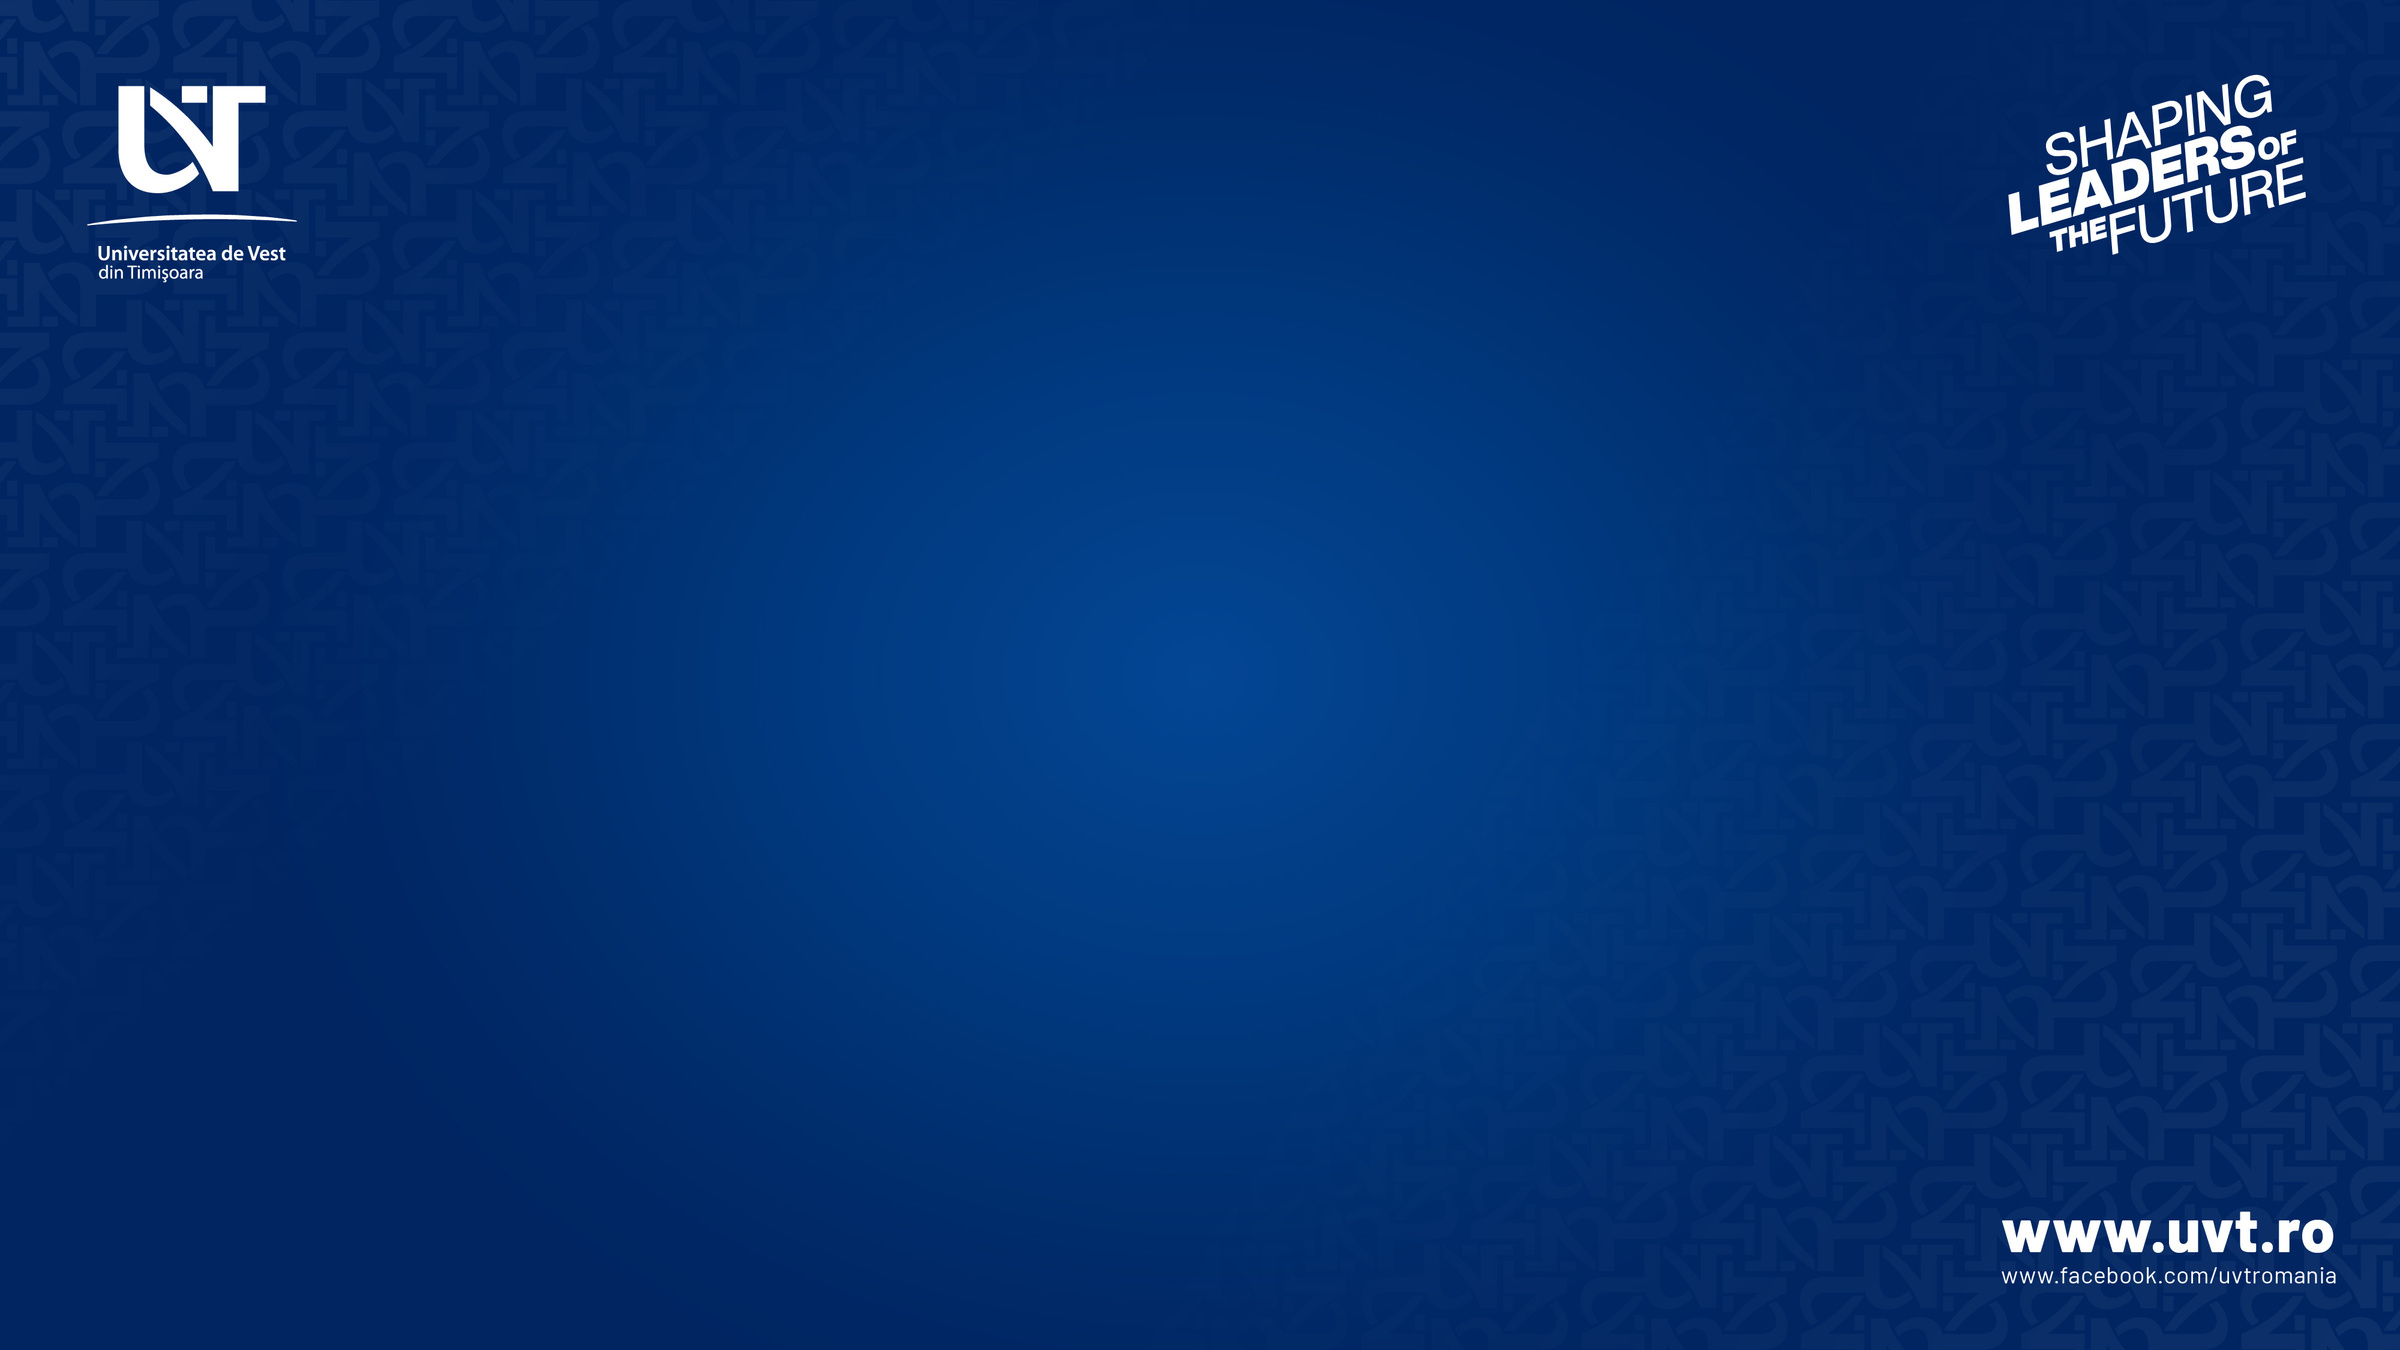 UVT
Universitatea de Vest
din Timişoara
SHAPING
LEADERS OF
THE FUTURE
www.uvt.ro
www.facebook.com/uvtromania